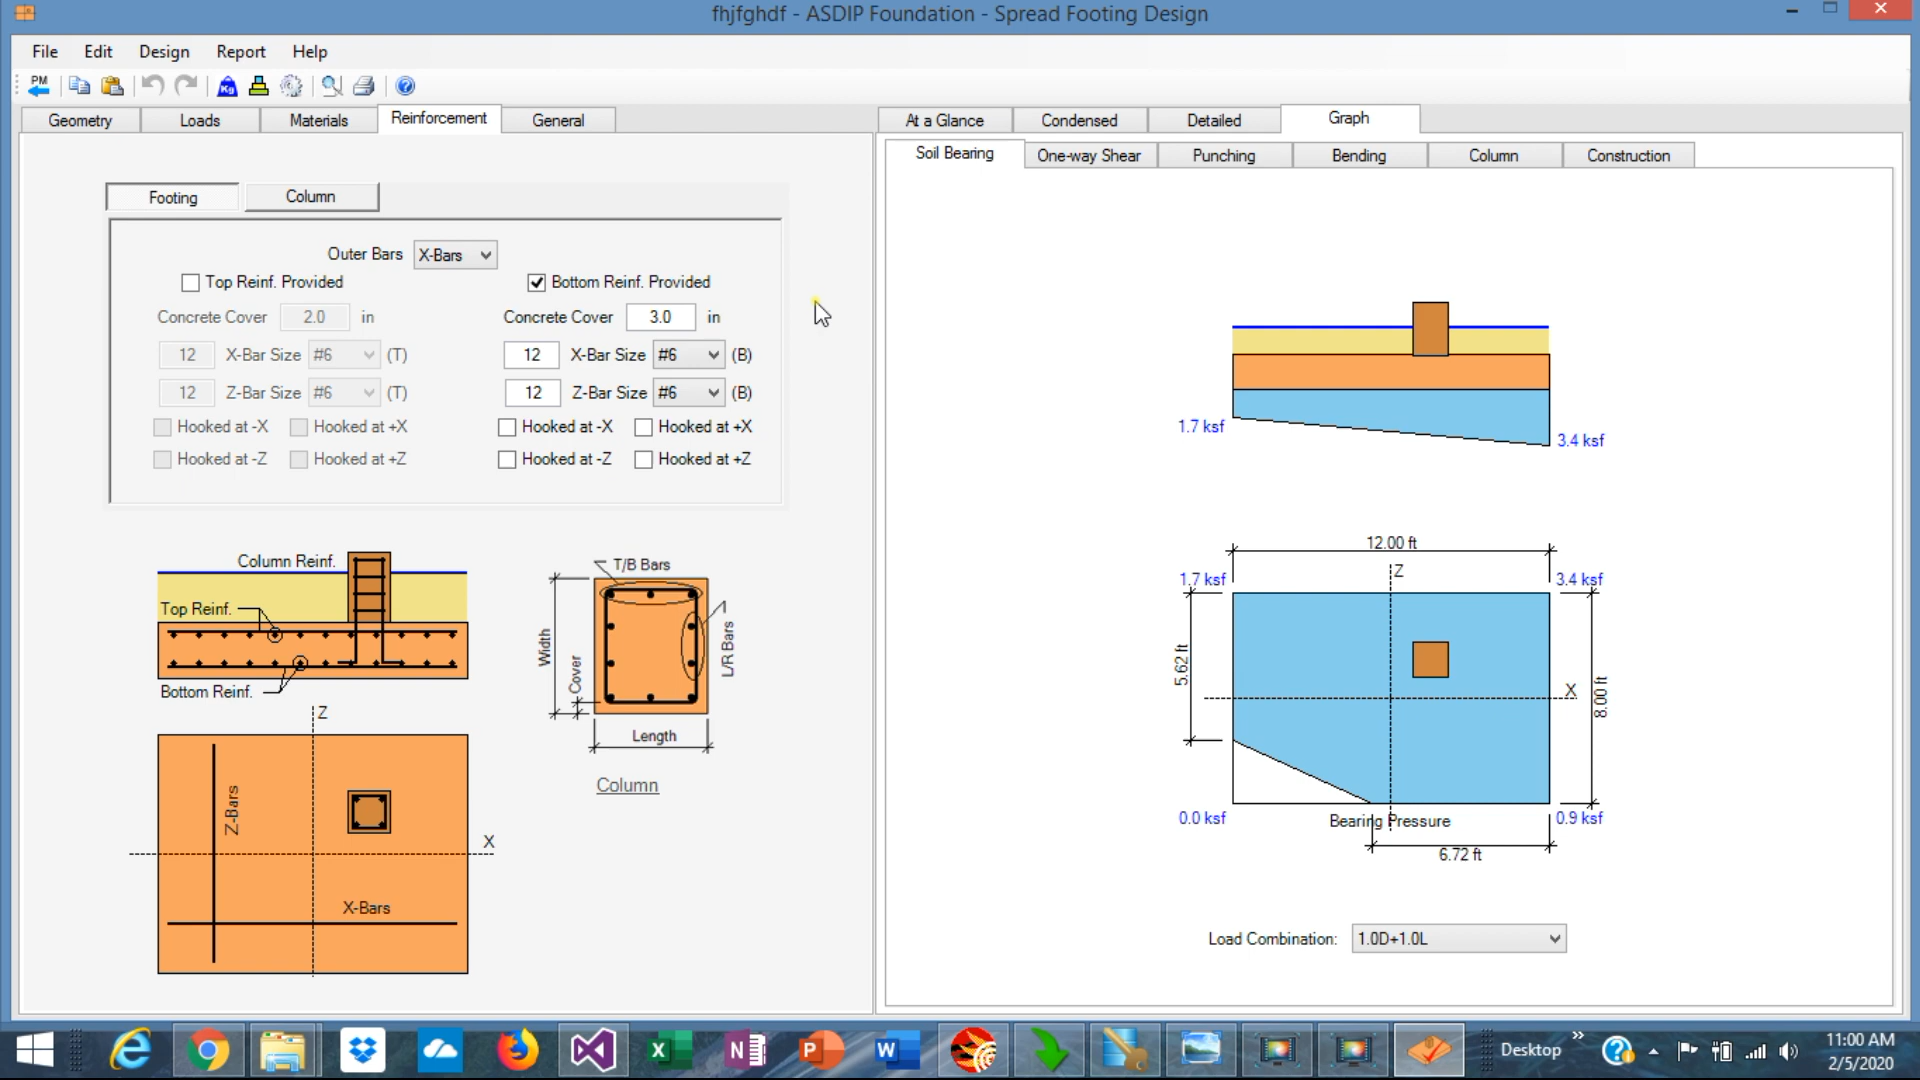 fhjfghdf - ASDIP Foundation - Spread Footing Design
File Edit Design Report Help
PM Kg
Geometry Loads Materials Reinforcement General
At a Glance Condensed Detailed Graph
Soil Bearing One-way Shear Punching Bending Column Construction
Footing Column
Outer Bars X-Bars
Top Reinf. Provided Bottom Reinf. Provided
Concrete Cover 2.0 in Concrete Cover 3.0 in
12 X-Bar Size #6 (T) 12 X-Bar Size #6 (B)
12 Z-Bar Size #6 (T) 12 Z-Bar Size #6 (B)
Hooked at -X Hooked at +X Hooked at -X Hooked at +X
Hooked at -Z Hooked at +Z Hooked at -Z Hooked at +Z
Column Reinf.
Top Reinf.
Bottom Reinf.
Z
Z-Bars
X
X-Bars
T/B Bars
Width
Cover
L/R Bars
Length
Column
1.7 ksf 3.4 ksf
12.00 ft
1.7 ksf Z 3.4 ksf
5.62 ft
X
8.00 ft
0.0 ksf Bearing Pressure 0.9 ksf
6.72 ft
Load Combination: 1.0D+1.0L
Desktop
11:00 AM
2/5/2020